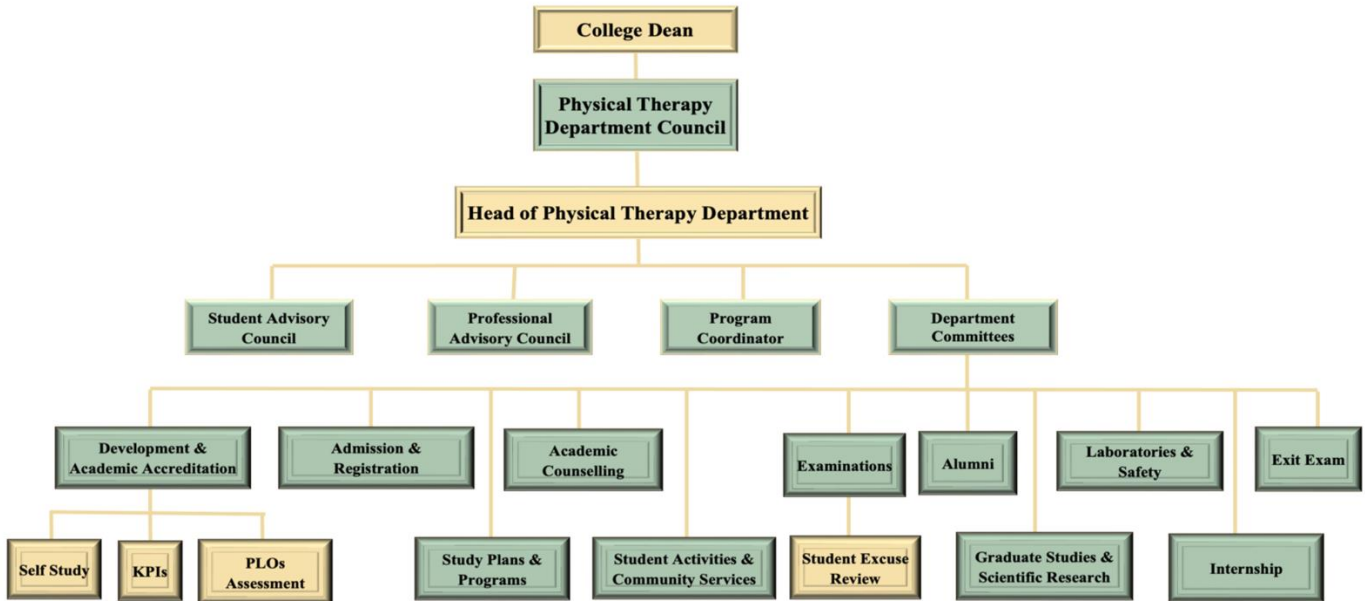 College Dean
Physical Therapy
Department Council
Head of Physical Therapy Department
Student Advisory
Council
Professional
Advisory Council
Program
Coordinator
Department
Committees
Development &
Academic Accreditation
Admission &
Registration
Academic
Counselling
Examinations
Alumni
Laboratories &
Safety
Exit Exam
Self Study
KPIs
PLOs
Assessment
Study Plans &
Programs
Student Activities &
Community Services
Student Excuse
Review
Graduate Studies &
Scientific Research
Internship